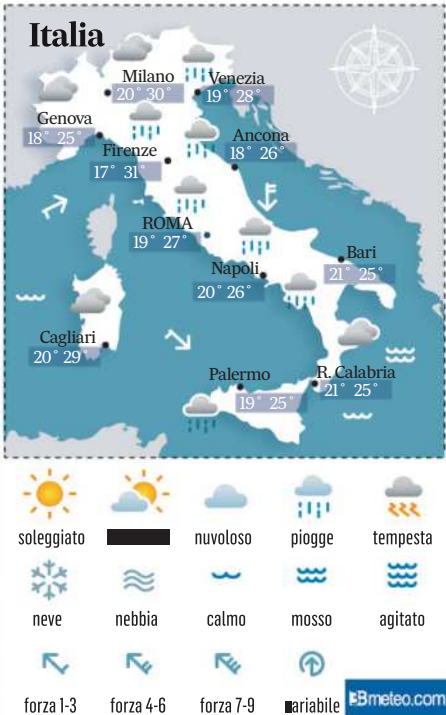 Italia
Milano
20° 30°
Venezia
19° 28°
Genova
18° 25°
Firenze
17° 31°
Ancona
18° 26°
ROMA
19° 27°
Napoli
20° 26°
Bari
21° 25°
Cagliari
20° 29°
Palermo
19° 25°
R. Calabria
21° 25°
soleggiato nuvoloso piogge tempesta
neve nebbia calmo mosso agitato
forza 1-3 forza 4-6 forza 7-9 ariabile
3Bmeteo.com